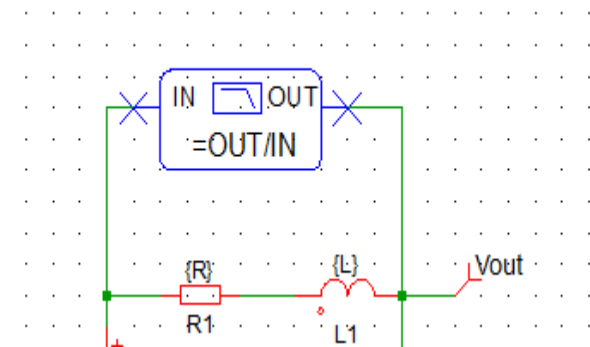 IN OUT
=OUT/IN
{R} {L} Vout
R1 L1
+